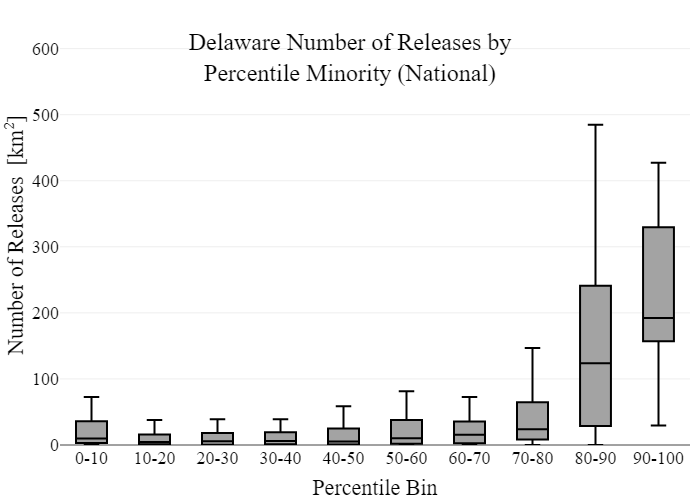 Delaware Number of Releases by
Percentile Minority (National)
Number of Releases [km²]
600
500
400
300
200
100
0
0-10 10-20 20-30 30-40 40-50 50-60 60-70 70-80 80-90 90-100
Percentile Bin